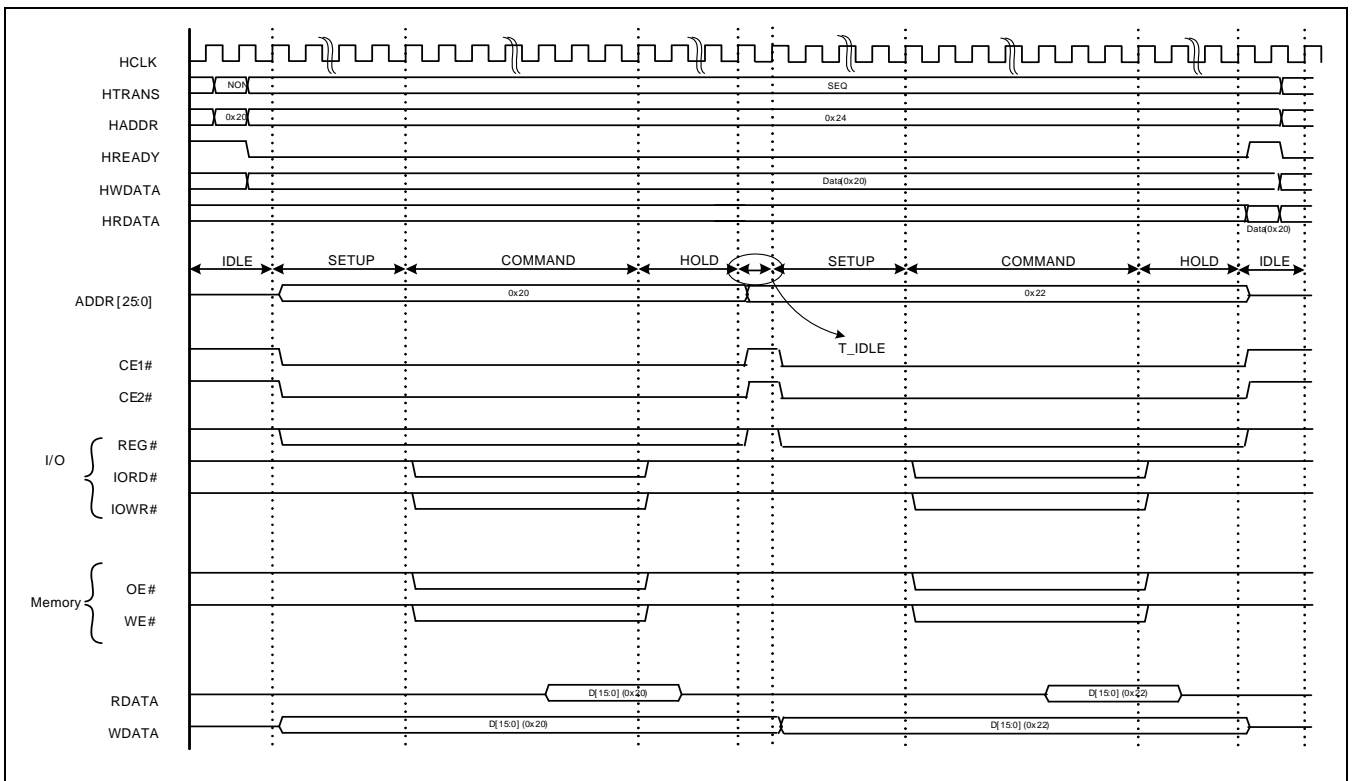 HCLK
HTRANS NON SEQ
HADDR 0x20 0x24
HREADY
HWDATA Data(0x20)
HRDATA
Data(0x20)
IDLE SETUP COMMAND HOLD SETUP COMMAND HOLD IDLE
ADDR[25:0] 0x20 0x22
T_IDLE
CE1#
CE2#
REG#
I/O
IORD#
IOWR#
OE#
Memory
WE#
RDATA D[15:0] (0x20) D[15:0] (0x22)
WDATA D[15:0] (0x20) D[15:0] (0x22)